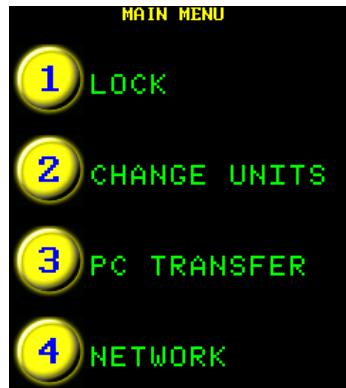 MAIN MENU
1 LOCK
2 CHANGE UNITS
3 PC TRANSFER
4 NETWORK